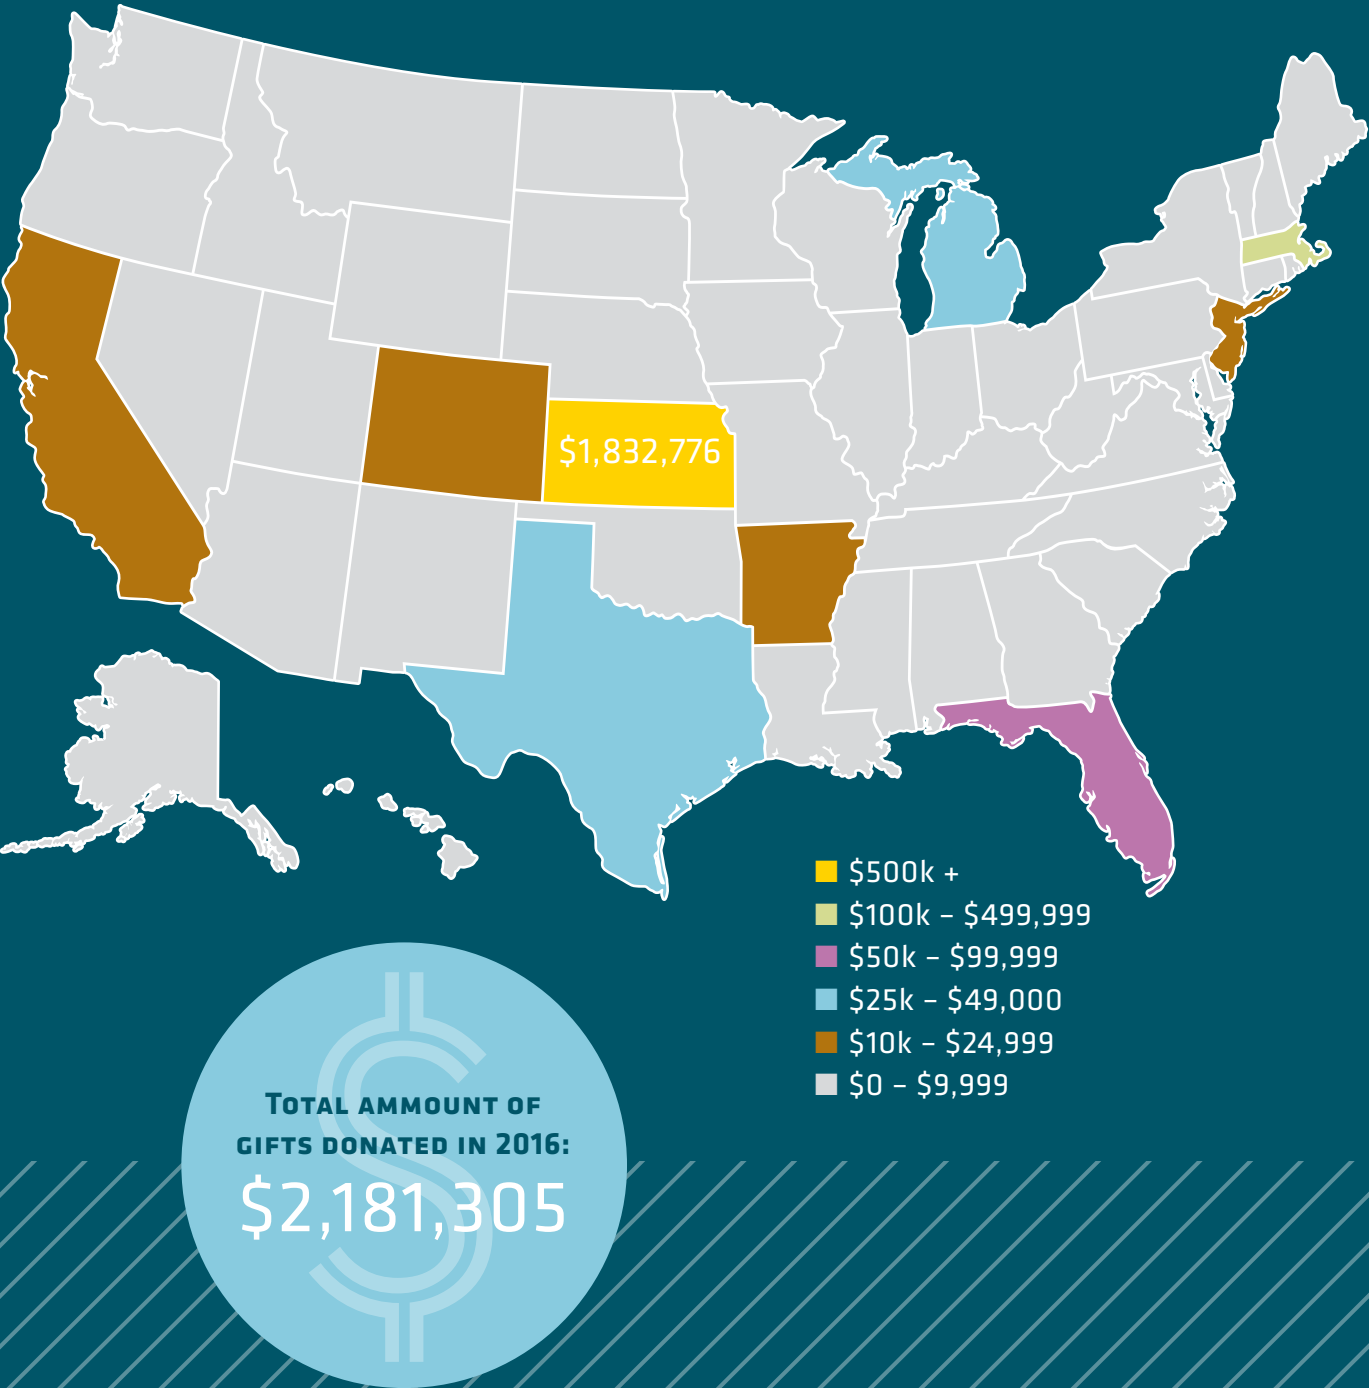 $1,832,776
$500k +
$100k – $499,999
$50k – $99,999
$25k – $49,000
$10k – $24,999
$0 – $9,999
Total ammount of
gifts donated in 2016:
$2,181,305